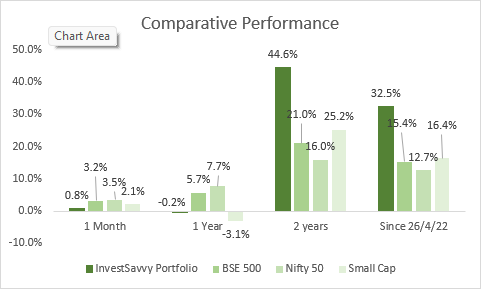 Comparative Performance
Chart Area
50.0%
40.0%
30.0%
20.0%
10.0%
0.0%
-10.0%
0.8%
3.2%
3.5%
2.1%
-0.2%
5.7%
7.7%
-3.1%
44.6%
21.0%
16.0%
25.2%
32.5%
15.4%
12.7%
16.4%
1 Month
1 Year
2 years
Since 26/4/22
InvestSavvy Portfolio
BSE 500
Nifty 50
Small Cap